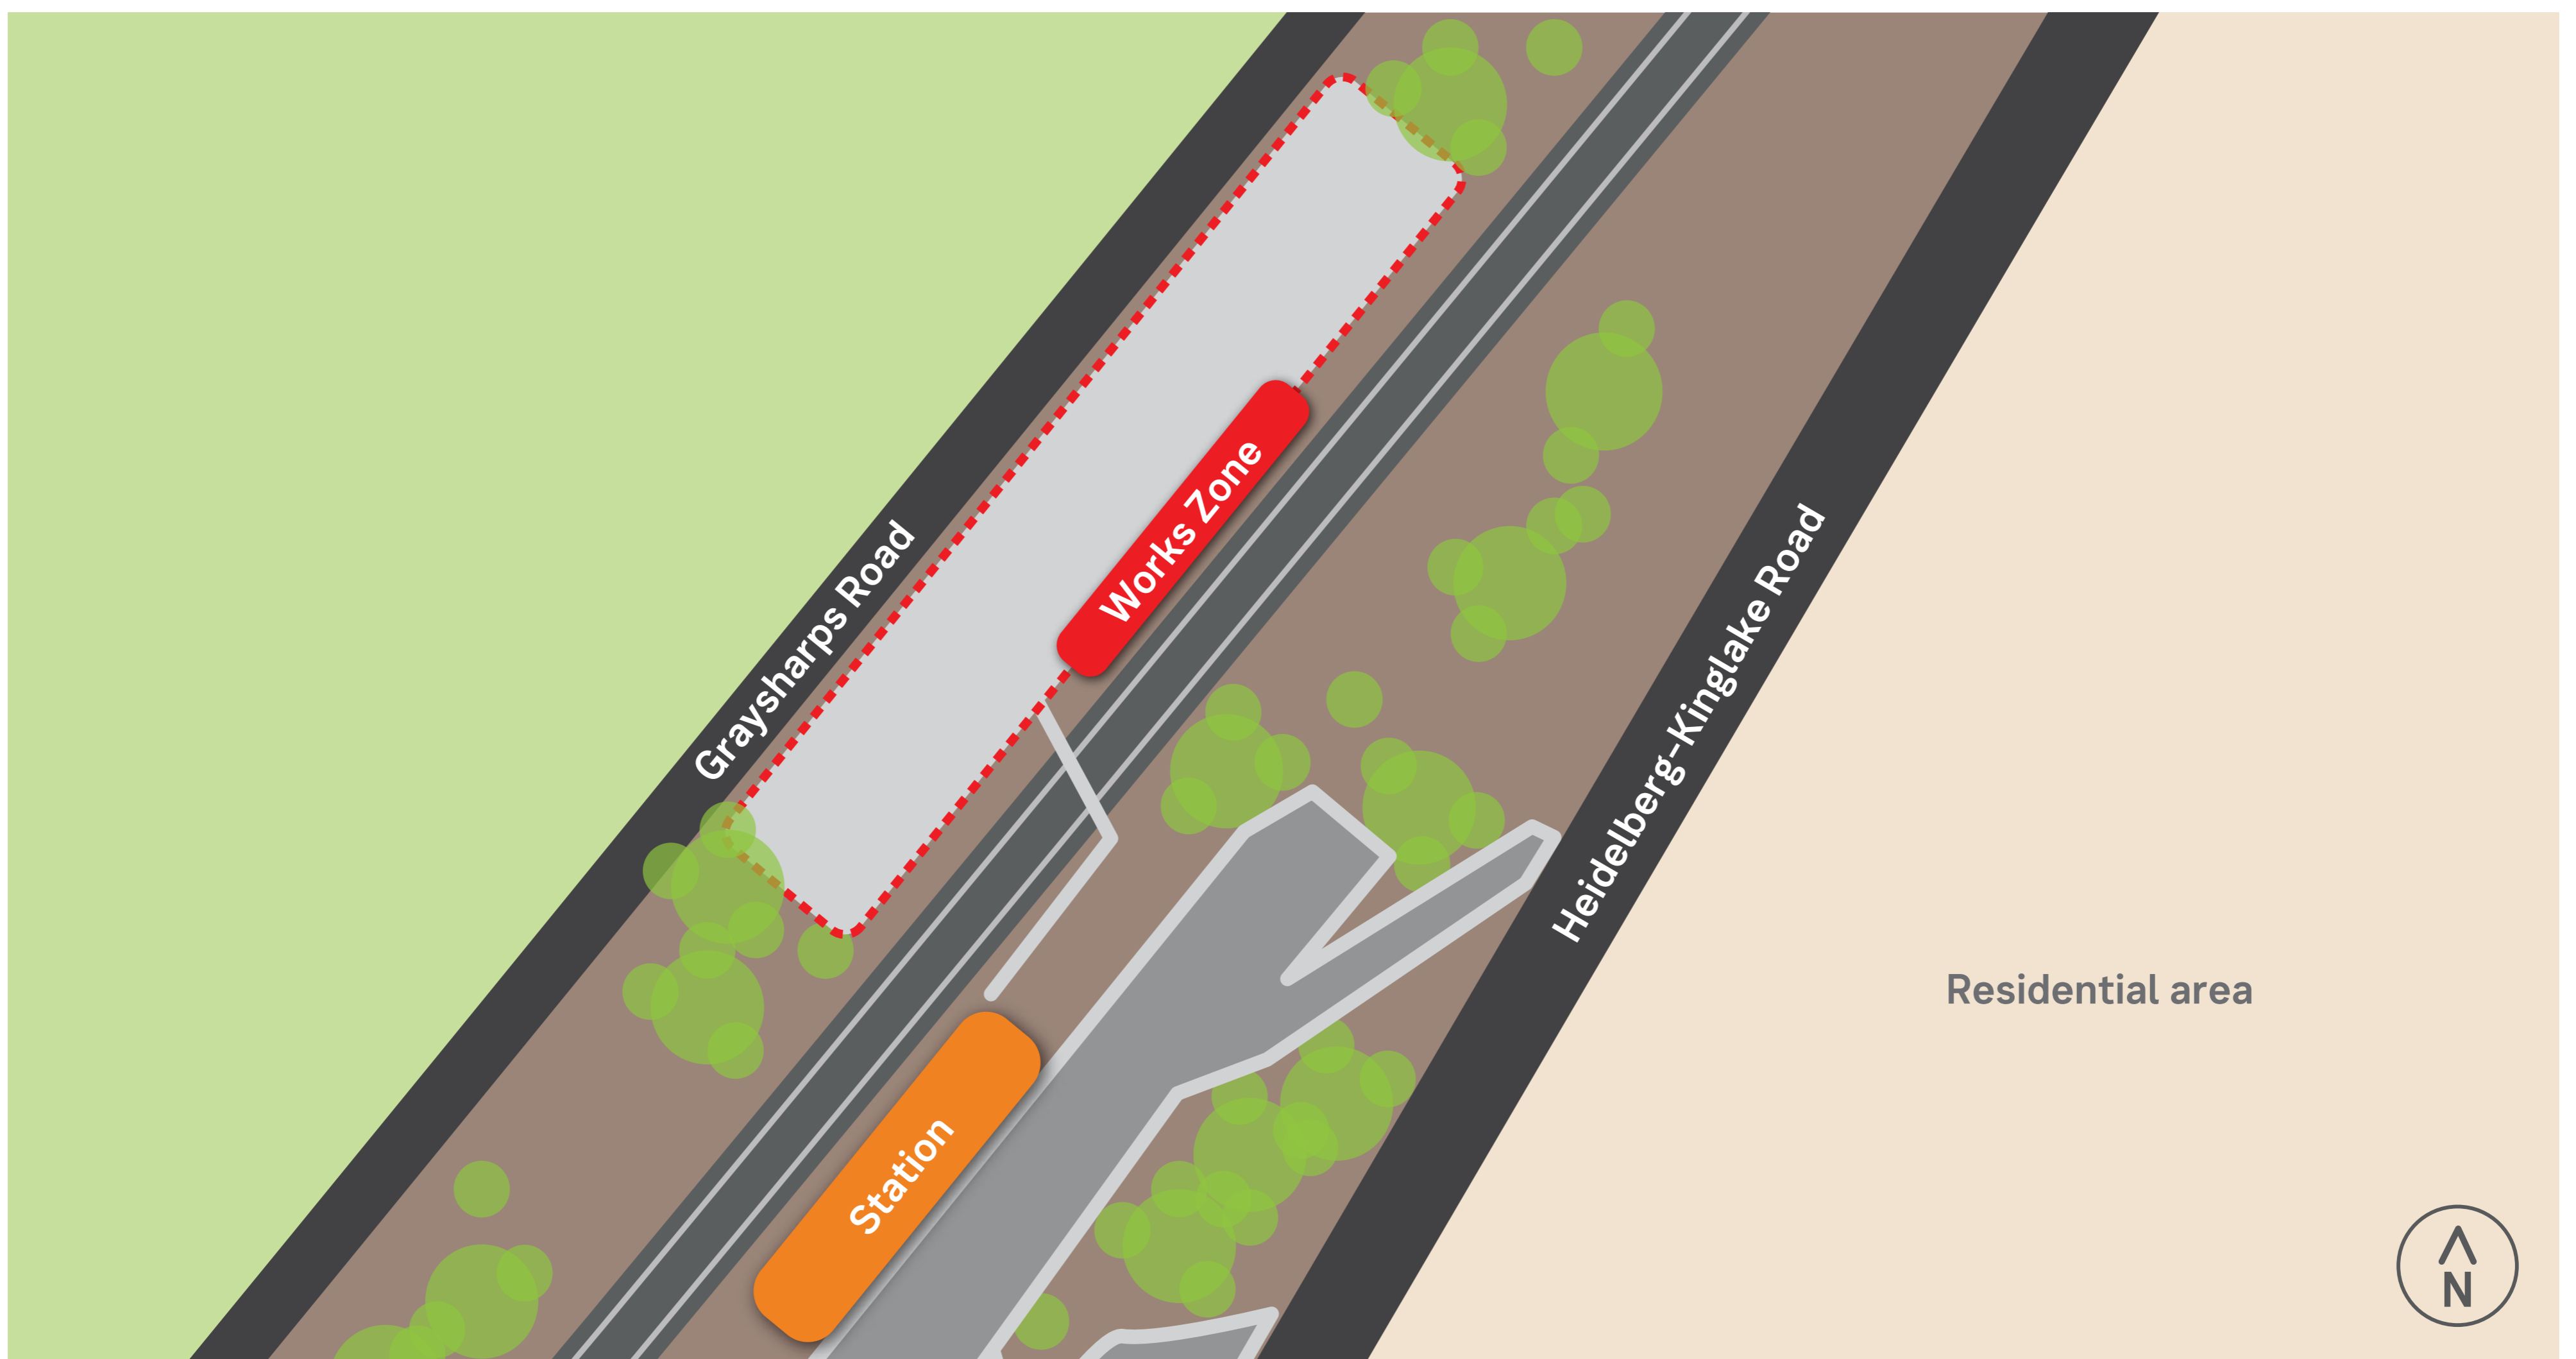 Graysharps Road
Works Zone
Heidelberg-Kinglake Road
Residential area
Station
N